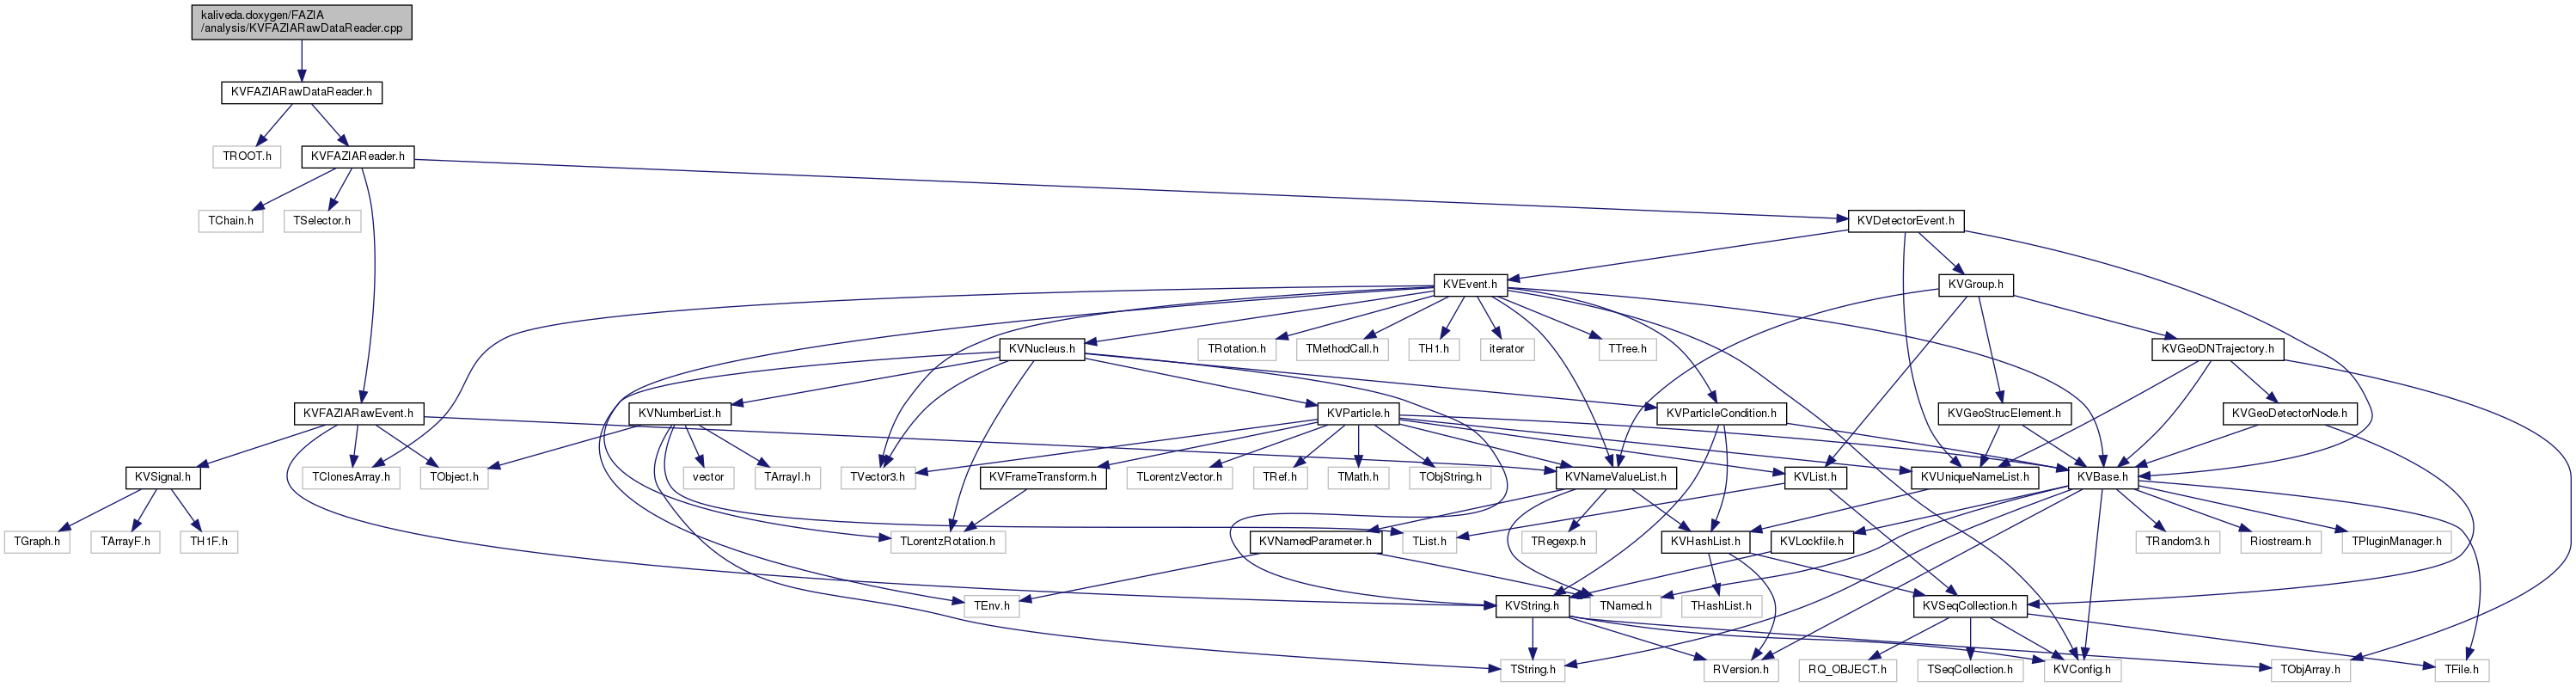 kaliveda.doxygen/FAZIA
/analysis/KVFAZIARawDataReader.cpp
KVFAZIARawDataReader.h
TROOT.h
KVFAZIAReader.h
TChain.h
TSelector.h
KVDetectorEvent.h
KVEvent.h
KVGroup.h
KVNucleus.h
TRotation.h
TMethodCall.h
TH1.h
iterator
TTree.h
KVGeoDNTrajectory.h
KVFAZIARawEvent.h
KVNumberList.h
KVParticle.h
KVParticleCondition.h
KVGeoStrucElement.h
KVGeoDetectorNode.h
KVSignal.h
TClonesArray.h
TObject.h
vector
TArrayI.h
TVector3.h
KVFrameTransform.h
TLorentzVector.h
TRef.h
TMath.h
TObjString.h
KVNameValueList.h
KVList.h
KVUniqueNameList.h
KVBase.h
TGraph.h
TArrayF.h
TH1F.h
TList.h
TLorentzRotation.h
KVNamedParameter.h
TRegexp.h
KVHashList.h
KVLockfile.h
TRandom3.h
Riostream.h
TPluginManager.h
TEnv.h
KVString.h
TNamed.h
THashList.h
KVSeqCollection.h
TString.h
RVersion.h
RQ_OBJECT.h
TSeqCollection.h
KVConfig.h
TObjArray.h
TFile.h